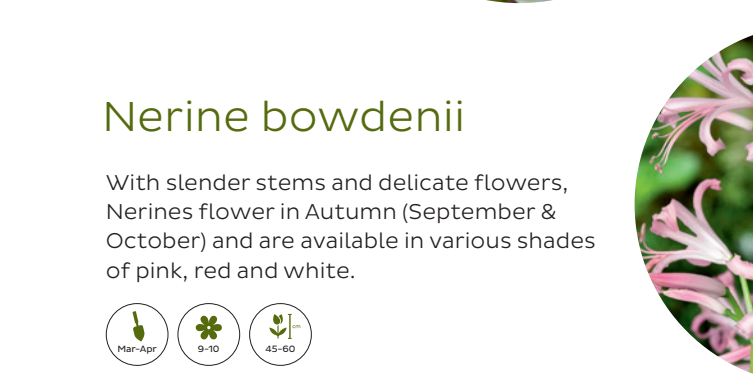 Nerine bowdenii
With slender stems and delicate flowers,
Nerines flower in Autumn (September &
October) and are available in various shades
of pink, red and white.
cm
Mar-Apr 9-10 45-60